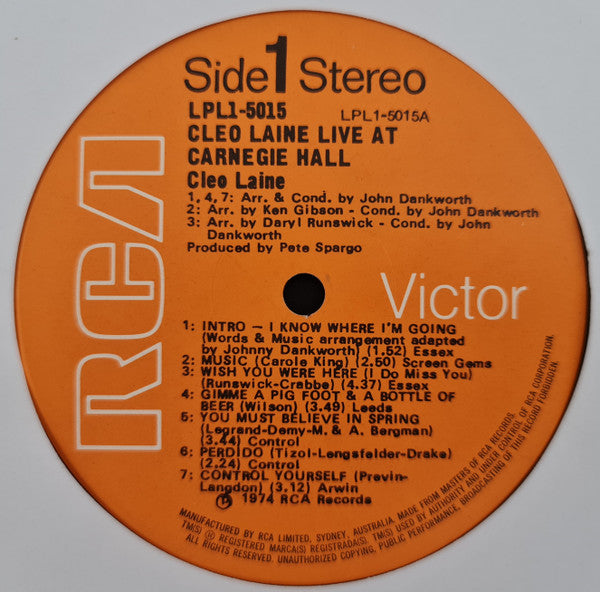 Side 1 Stereo
LPL1-5015 LPL1-5015A
CLEO LAINE LIVE AT
CARNEGIE HALL
Cleo Laine
1, 4, 7: Arr. & Cond. by John Dankworth
2: Arr. by Ken Gibson - Cond. by John Dankworth
3: Arr. by Daryl Runswick - Cond. by John
Dankworth
Produced by Pete Spargo
RCA
Victor
1: INTRO — I KNOW WHERE I'M GOING
(Words & Music arrangement adapted
by Johnny Dankworth) (1.52) Essex
2: MUSIC (Carole King) (2.50) Screen Gems
3: WISH YOU WERE HERE (I Do Miss You)
(Runswick-Crabbe) (4.37) Essex
4: GIMME A PIG FOOT & A BOTTLE OF
BEER (Wilson) (3.49) Leeds
5: YOU MUST BELIEVE IN SPRING
(Legrand-Demy-M. & A. Bergman)
(3.44) Control
6: PERDIDO (Tizol-Lengsfelder-Drake)
(2.24) Control
7: CONTROL YOURSELF (Previn-
Langdon) (3.12) Arwin
℗ 1974 RCA Records
MANUFACTURED BY RCA LIMITED, SYDNEY, AUSTRALIA, MADE FROM MASTERS OF RCA RECORDS.
TM(S) ® REGISTERED MARCA(S) REGISTRADA(S). TM(S) USED BY AUTHORITY AND UNDER CONTROL OF RCA CORPORATION.
ALL RIGHTS RESERVED. UNAUTHORIZED COPYING, PUBLIC PERFORMANCE, BROADCASTING OF THIS RECORD FORBIDDEN.